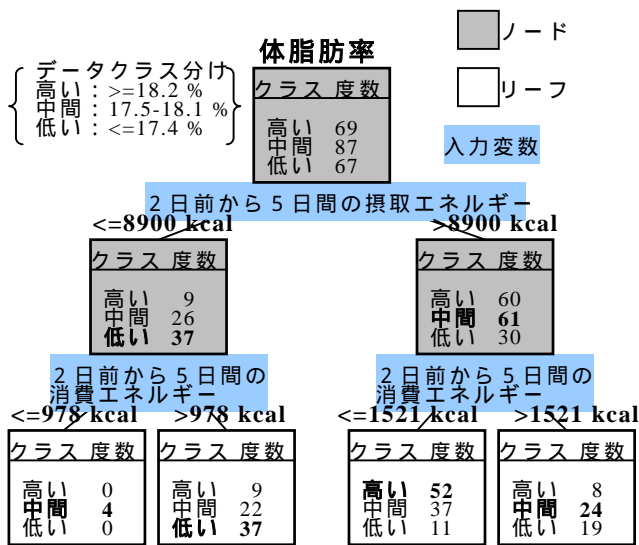 体脂肪率
ノード
リーフ
入力変数
データクラス分け
高い：>=18.2 %
中間：17.5-18.1 %
低い：<=17.4 %
クラス 度数
高い 69
中間 87
低い 67
2日前から5日間の摂取エネルギー
<=8900 kcal
>8900 kcal
クラス 度数
高い 9
中間 26
低い 37
クラス 度数
高い 60
中間 61
低い 30
2日前から5日間の
消費エネルギー
2日前から5日間の
消費エネルギー
<=978 kcal
>978 kcal
<=1521 kcal
>1521 kcal
クラス 度数
高い 0
中間 4
低い 0
クラス 度数
高い 9
中間 22
低い 37
クラス 度数
高い 52
中間 37
低い 11
クラス 度数
高い 8
中間 24
低い 19